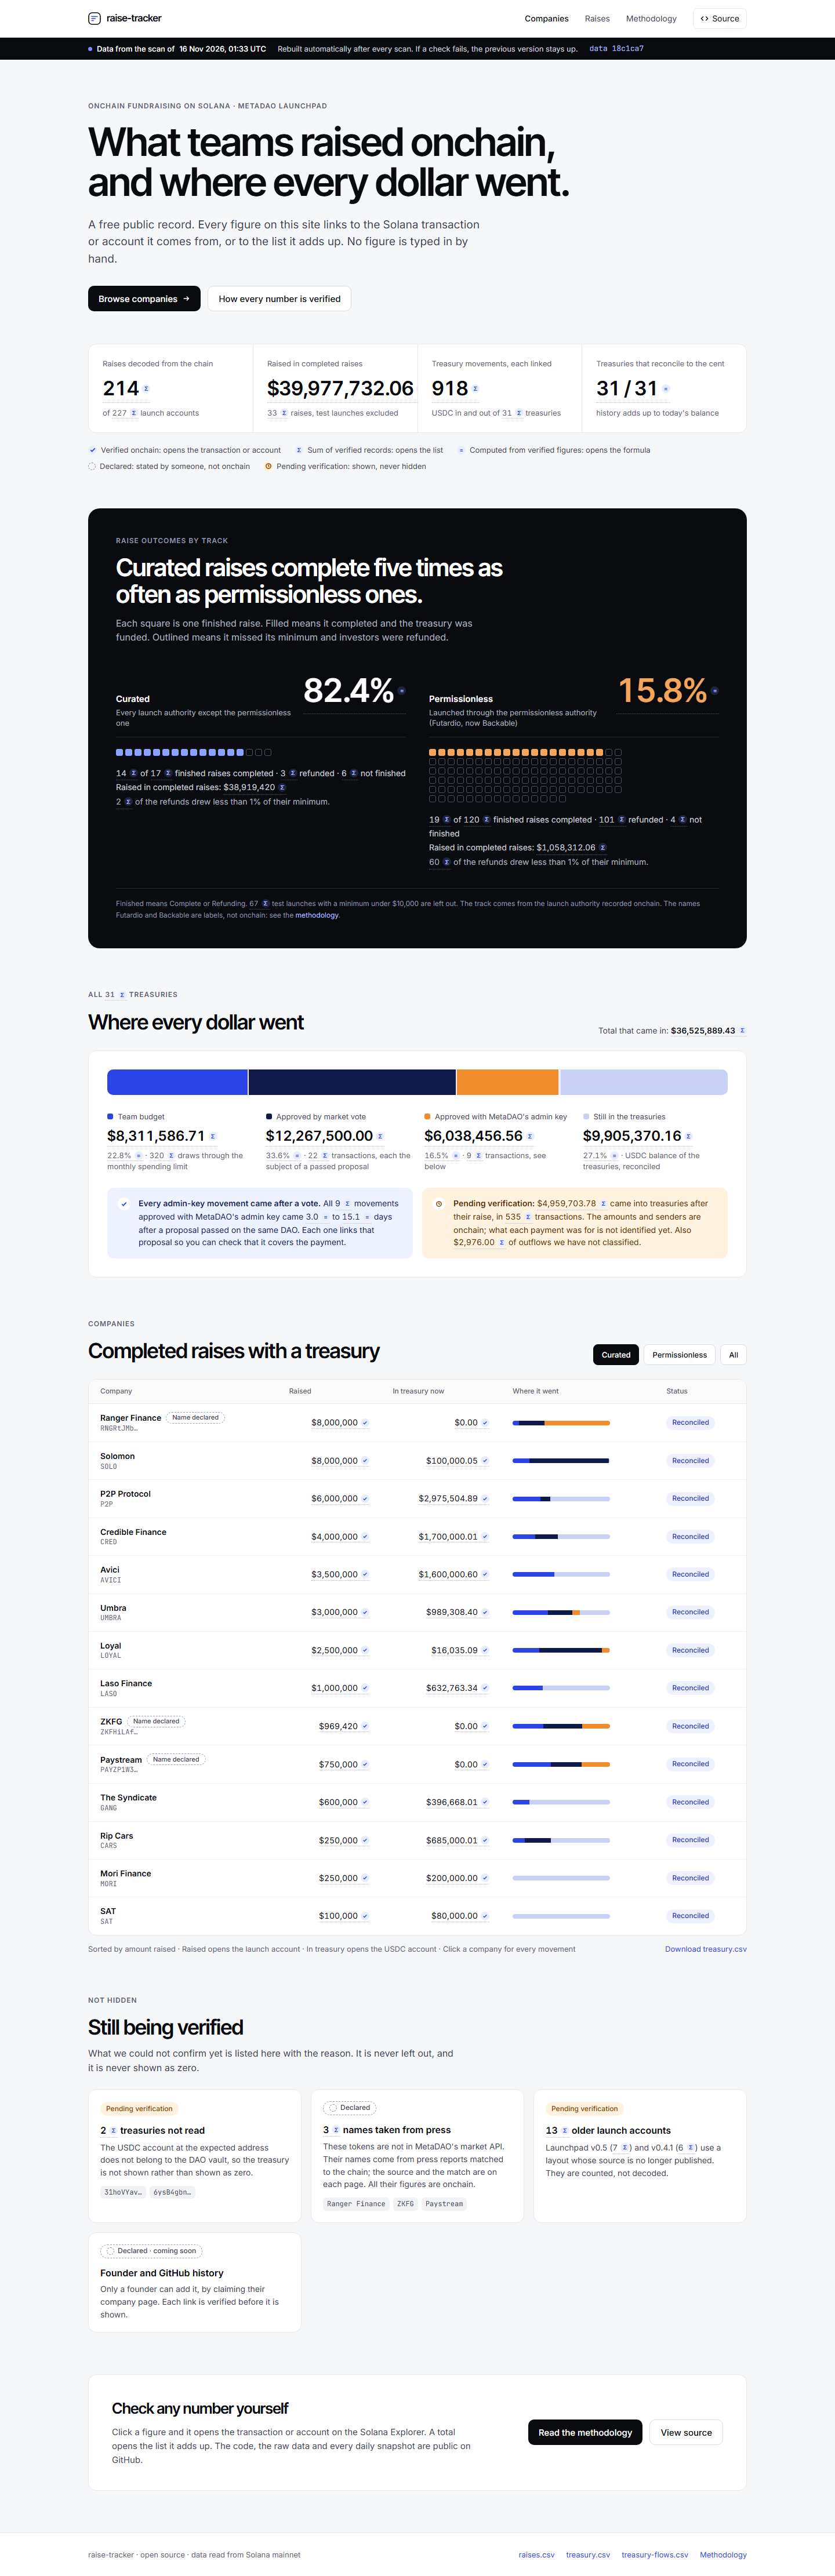 raise-tracker
Companies Raises Methodology Source
Data from the scan of 16 Nov 2026, 01:33 UTC Rebuilt automatically after every scan. If a check fails, the previous version stays up. data 18c1ca7
ONCHAIN FUNDRAISING ON SOLANA · METADAO LAUNCHPAD
What teams raised onchain,
and where every dollar went.
A free public record. Every figure on this site links to the Solana transaction
or account it comes from, or to the list it adds up. No figure is typed in by
hand.
Browse companies → How every number is verified
Raises decoded from the chain
214 Σ
of 227 Σ launch accounts
Raised in completed raises
$39,977,732.06
33 Σ raises, test launches excluded
Treasury movements, each linked
918 Σ
USDC in and out of 31 Σ treasuries
Treasuries that reconcile to the cent
31 / 31 =
history adds up to today's balance
Verified onchain: opens the transaction or account Σ Sum of verified records: opens the list = Computed from verified figures: opens the formula
Declared: stated by someone, not onchain Pending verification: shown, never hidden
RAISE OUTCOMES BY TRACK
Curated raises complete five times as
often as permissionless ones.
Each square is one finished raise. Filled means it completed and the treasury was
funded. Outlined means it missed its minimum and investors were refunded.
Curated
Every launch authority except the permissionless
one
82.4% =
14 Σ of 17 Σ finished raises completed · 3 Σ refunded · 6 Σ not finished
Raised in completed raises: $38,919,420 Σ
2 Σ of the refunds drew less than 1% of their minimum.
Permissionless
Launched through the permissionless authority
(Futardio, now Backable)
15.8% =
19 Σ of 120 Σ finished raises completed · 101 Σ refunded · 4 Σ not
finished
Raised in completed raises: $1,058,312.06 Σ
60 Σ of the refunds drew less than 1% of their minimum.
Finished means Complete or Refunding. 67 Σ test launches with a minimum under $10,000 are left out. The track comes from the launch authority recorded onchain. The names
Futardio and Backable are labels, not onchain: see the methodology.
ALL 31 Σ TREASURIES
Where every dollar went
Total that came in: $36,525,889.43 Σ
Team budget
$8,311,586.71 Σ
22.8% = · 320 Σ draws through the
monthly spending limit
Approved by market vote
$12,267,500.00 Σ
33.6% = · 22 Σ transactions, each the
subject of a passed proposal
Approved with MetaDAO's admin key
$6,038,456.56 Σ
16.5% = · 9 Σ transactions, see
below
Still in the treasuries
$9,905,370.16 Σ
27.1% = · USDC balance of the
treasuries, reconciled
Every admin-key movement came after a vote. All 9 Σ movements
approved with MetaDAO's admin key came 3.0 = to 15.1 = days
after a proposal passed on the same DAO. Each one links that
proposal so you can check that it covers the payment.
Pending verification: $4,959,703.78 Σ came into treasuries after
their raise, in 535 Σ transactions. The amounts and senders are
onchain; what each payment was for is not identified yet. Also
$2,976.00 Σ of outflows we have not classified.
COMPANIES
Completed raises with a treasury
Curated Permissionless All
Company Raised In treasury now Where it went Status
Ranger Finance Name declared $8,000,000 $0.00 Reconciled
RNGRtJMb…
Solomon $8,000,000 $100,000.05 Reconciled
SOLO
P2P Protocol $6,000,000 $2,975,504.89 Reconciled
P2P
Credible Finance $4,000,000 $1,700,000.01 Reconciled
CRED
Avici $3,500,000 $1,600,000.60 Reconciled
AVICI
Umbra $3,000,000 $989,308.40 Reconciled
UMBRA
Loyal $2,500,000 $16,035.09 Reconciled
LOYAL
Laso Finance $1,000,000 $632,763.34 Reconciled
LASO
ZKFG Name declared $969,420 $0.00 Reconciled
ZKFHiLAf…
Paystream Name declared $750,000 $0.00 Reconciled
PAYZP1W3…
The Syndicate $600,000 $396,668.01 Reconciled
GANG
Rip Cars $250,000 $685,000.01 Reconciled
CARS
Mori Finance $250,000 $200,000.00 Reconciled
MORI
SAT $100,000 $80,000.00 Reconciled
SAT
Sorted by amount raised · Raised opens the launch account · In treasury opens the USDC account · Click a company for every movement Download treasury.csv
NOT HIDDEN
Still being verified
What we could not confirm yet is listed here with the reason. It is never left out, and
it is never shown as zero.
Pending verification
2 Σ treasuries not read
The USDC account at the expected address
does not belong to the DAO vault, so the treasury
is not shown rather than shown as zero.
31hoVYav… 6ysB4gbn…
Declared
3 Σ names taken from press
These tokens are not in MetaDAO's market API.
Their names come from press reports matched
to the chain; the source and the match are on
each page. All their figures are onchain.
Ranger Finance ZKFG Paystream
Pending verification
13 Σ older launch accounts
Launchpad v0.5 (7 Σ) and v0.4.1 (6 Σ) use a
layout whose source is no longer published.
They are counted, not decoded.
Declared · coming soon
Founder and GitHub history
Only a founder can add it, by claiming their
company page. Each link is verified before it is
shown.
Check any number yourself
Click a figure and it opens the transaction or account on the Solana Explorer. A total
opens the list it adds up. The code, the raw data and every daily snapshot are public on
GitHub.
Read the methodology View source
raise-tracker · open source · data read from Solana mainnet raises.csv treasury.csv treasury-flows.csv Methodology